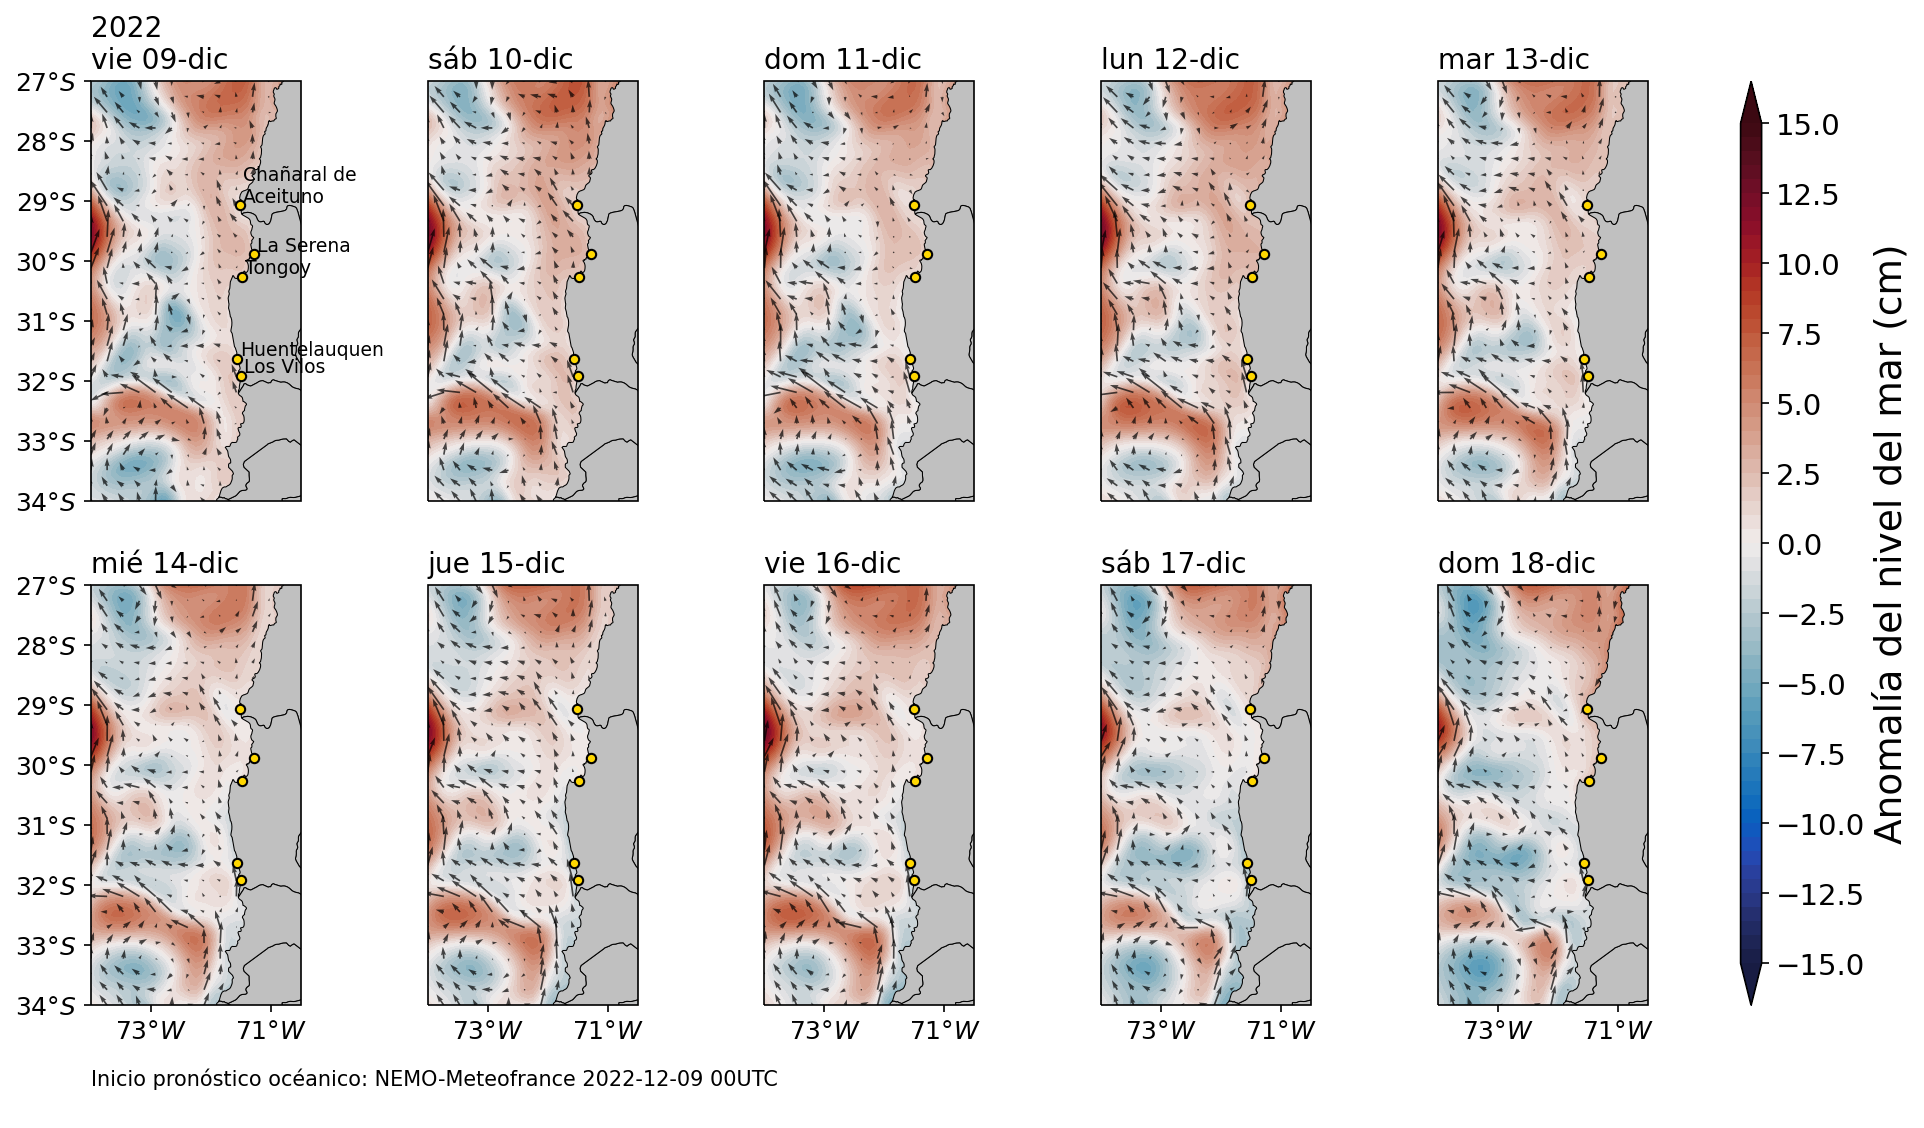 2022
vie 09-dic
sáb 10-dic
dom 11-dic
lun 12-dic
mar 13-dic
27°S
28°S
29°S
30°S
31°S
32°S
33°S
34°S
Chañaral de
Aceituno
La Serena
Tongoy
Huentelauquen
Los Vilos
mié 14-dic
jue 15-dic
vie 16-dic
sáb 17-dic
dom 18-dic
27°S
28°S
29°S
30°S
31°S
32°S
33°S
34°S
73°W 71°W
73°W 71°W
73°W 71°W
73°W 71°W
73°W 71°W
15.0
12.5
10.0
7.5
5.0
2.5
0.0
−2.5
−5.0
−7.5
−10.0
−12.5
−15.0
Anomalía del nivel del mar (cm)
Inicio pronóstico océanico: NEMO-Meteofrance 2022-12-09 00UTC